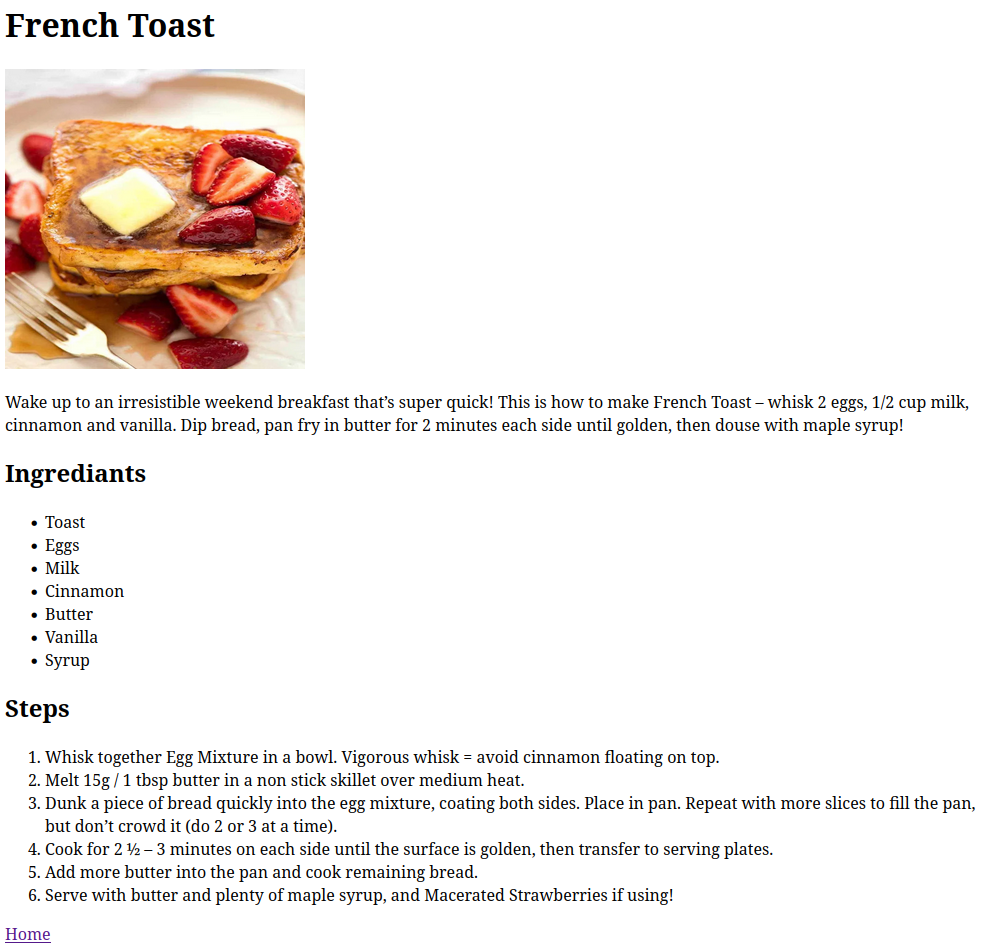 French Toast
Wake up to an irresistible weekend breakfast that’s super quick! This is how to make French Toast – whisk 2 eggs, 1/2 cup milk,
cinnamon and vanilla. Dip bread, pan fry in butter for 2 minutes each side until golden, then douse with maple syrup!
Ingrediants
• Toast
• Eggs
• Milk
• Cinnamon
• Butter
• Vanilla
• Syrup
Steps
1. Whisk together Egg Mixture in a bowl. Vigorous whisk = avoid cinnamon floating on top.
2. Melt 15g / 1 tbsp butter in a non stick skillet over medium heat.
3. Dunk a piece of bread quickly into the egg mixture, coating both sides. Place in pan. Repeat with more slices to fill the pan,
but don’t crowd it (do 2 or 3 at a time).
4. Cook for 2 ½ – 3 minutes on each side until the surface is golden, then transfer to serving plates.
5. Add more butter into the pan and cook remaining bread.
6. Serve with butter and plenty of maple syrup, and Macerated Strawberries if using!
Home